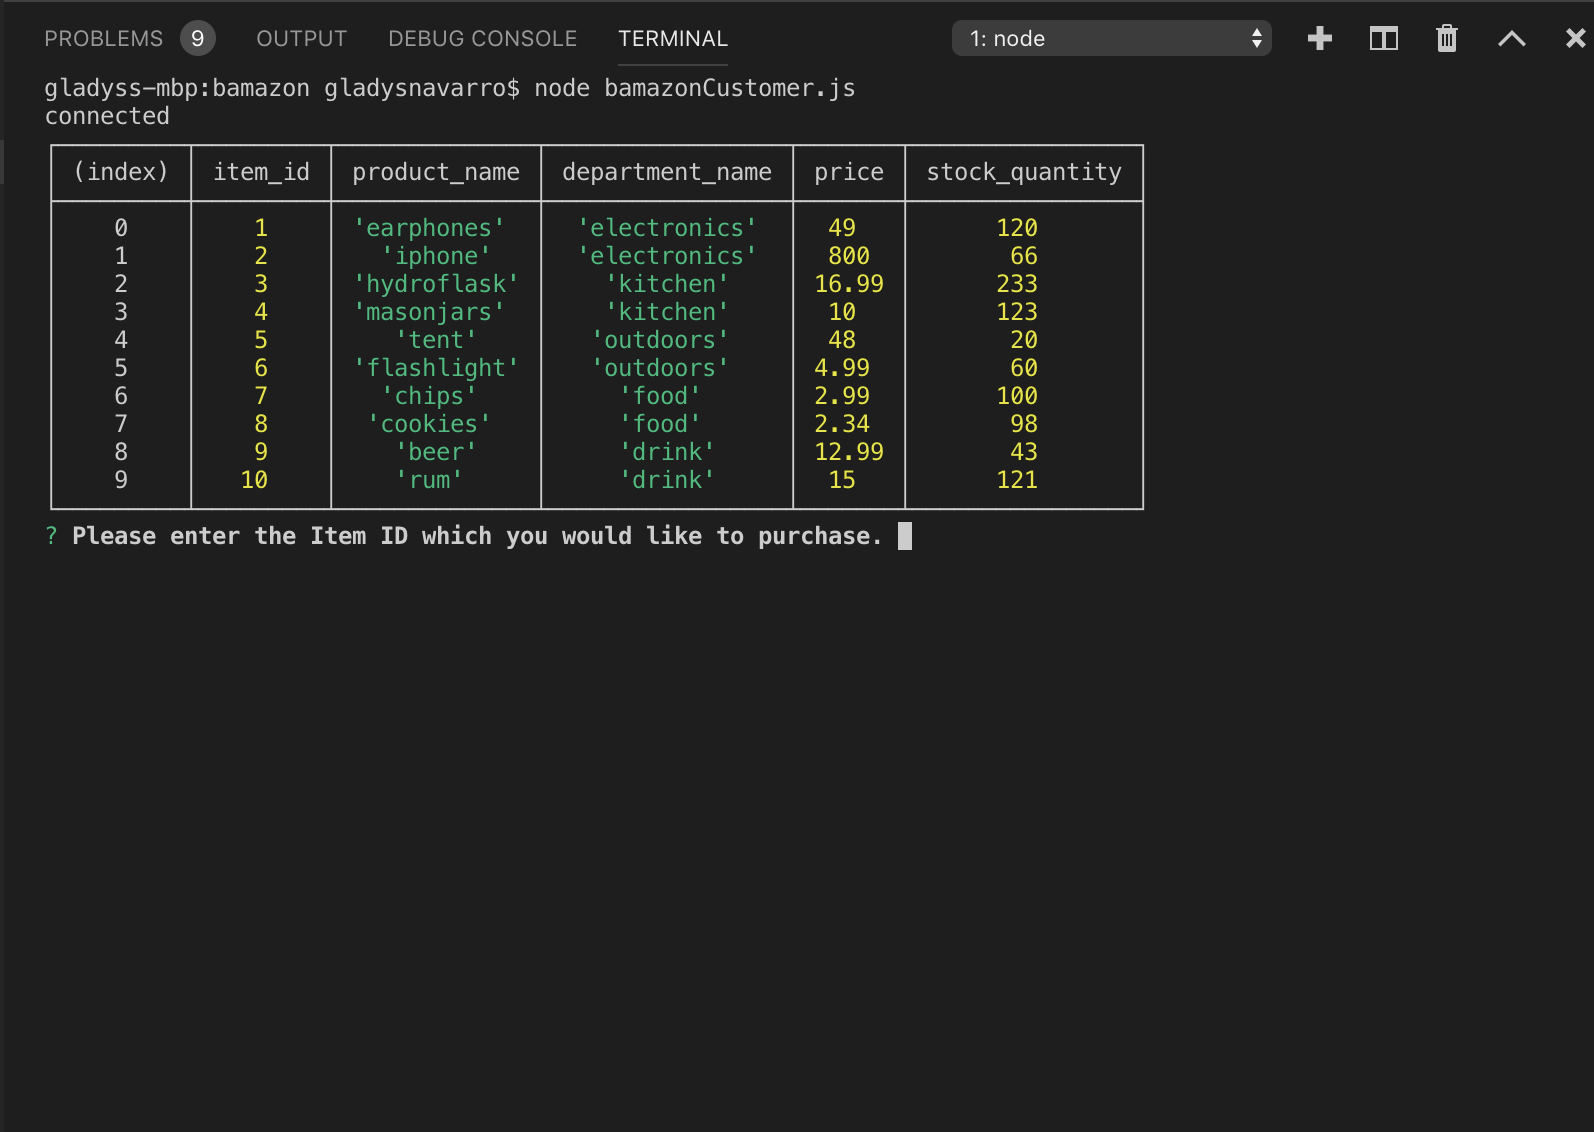 PROBLEMS 9 OUTPUT DEBUG CONSOLE TERMINAL 1: node
gladyss-mbp:bamazon gladysnavarro$ node bamazonCustomer.js
connected
(index) item_id product_name department_name price stock_quantity
0 1 'earphones' 'electronics' 49 120
1 2 'iphone' 'electronics' 800 66
2 3 'hydroflask' 'kitchen' 16.99 233
3 4 'masonjars' 'kitchen' 10 123
4 5 'tent' 'outdoors' 48 20
5 6 'flashlight' 'outdoors' 4.99 60
6 7 'chips' 'food' 2.99 100
7 8 'cookies' 'food' 2.34 98
8 9 'beer' 'drink' 12.99 43
9 10 'rum' 'drink' 15 121
? Please enter the Item ID which you would like to purchase.